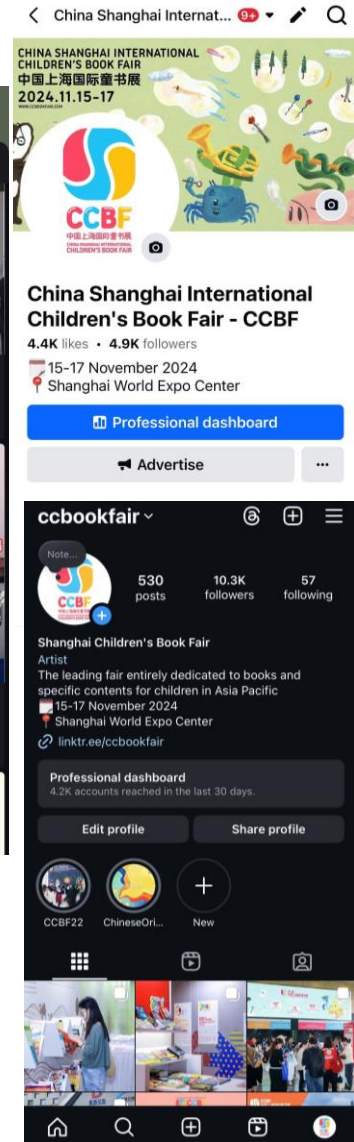 China Shanghai Internat...
9+
CHINA SHANGHAI INTERNATIONAL
CHILDREN'S BOOK FAIR
中国上海国际童书展
2024.11.15-17
WWW.CCBOOKFAIR.COM
CCBF
中国上海国际童书展
CHINA SHANGHAI INTERNATIONAL
CHILDREN'S BOOK FAIR
China Shanghai International
Children's Book Fair - CCBF
4.4K likes • 4.9K followers
15-17 November 2024
Shanghai World Expo Center
Professional dashboard
Advertise
...
ccbookfair
Note...
CCBF
530
posts
10.3K
followers
57
following
Shanghai Children's Book Fair
Artist
The leading fair entirely dedicated to books and
specific contents for children in Asia Pacific
15-17 November 2024
Shanghai World Expo Center
linktr.ee/ccbookfair
Professional dashboard
4.2K accounts reached in the last 30 days.
Edit profile
Share profile
CCBF22
ChineseOri...
New